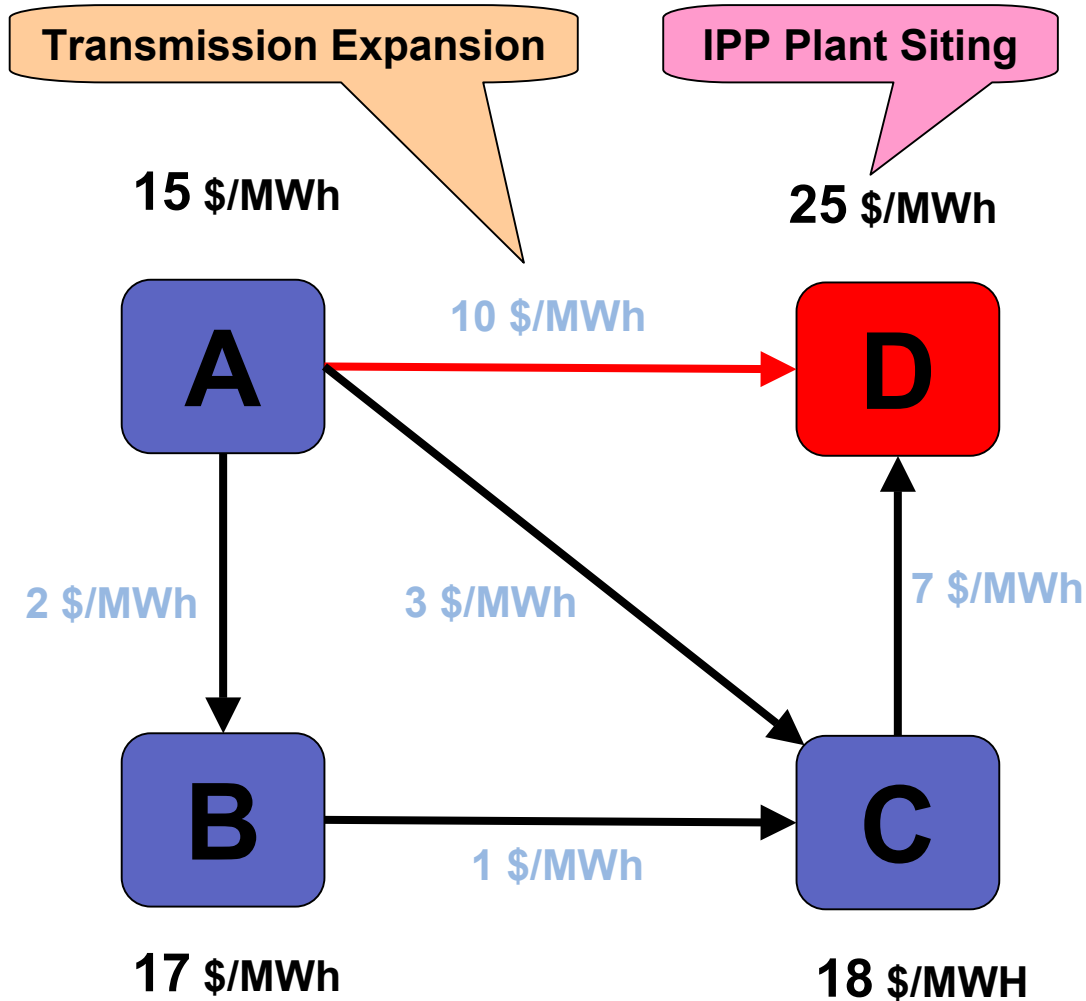 Transmission Expansion
IPP Plant Siting
15 $/MWh
25 $/MWh
10 $/MWh
A
D
2 $/MWh
3 $/MWh
7 $/MWh
B
C
1 $/MWh
17 $/MWh
18 $/MWH